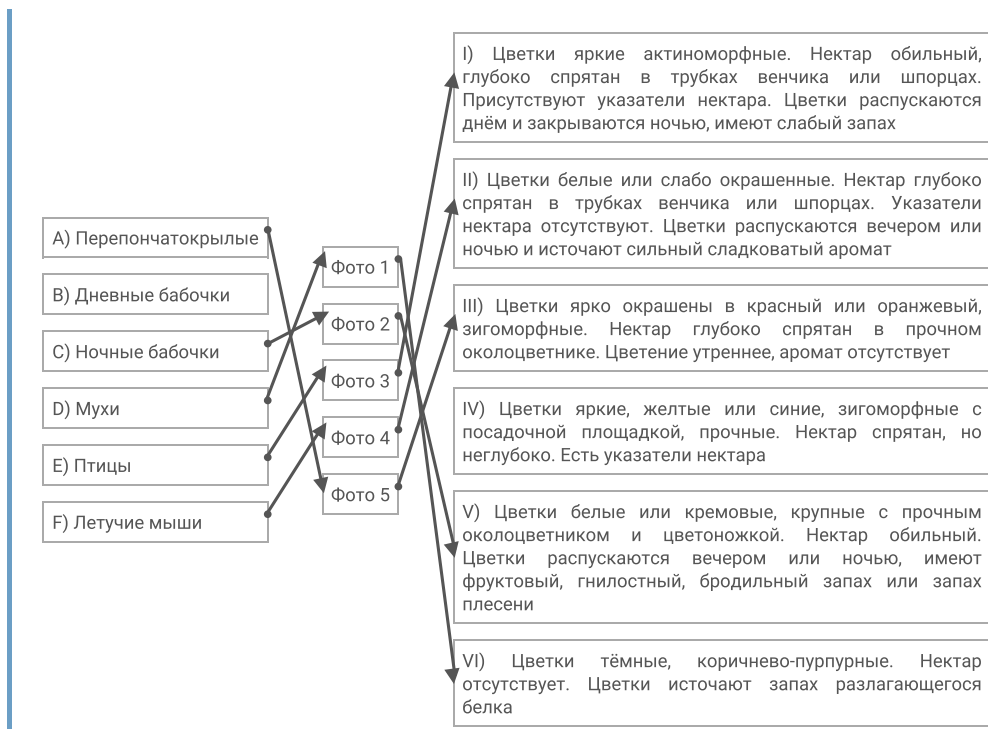 А) Перепончатокрылые
B) Дневные бабочки
C) Ночные бабочки
D) Мухи
E) Птицы
F) Летучие мыши
Фото 1
Фото 2
Фото 3
Фото 4
Фото 5
I) Цветки яркие актиноморфные. Нектар обильный,
глубоко спрятан в трубках венчика или шпорцах.
Присутствуют указатели нектара. Цветки распускаются
днём и закрываются ночью, имеют слабый запах
II) Цветки белые или слабо окрашенные. Нектар глубоко
спрятан в трубках венчика или шпорцах. Указатели
нектара отсутствуют. Цветки распускаются вечером или
ночью и источают сильный сладковатый аромат
III) Цветки ярко окрашены в красный или оранжевый,
зигоморфные. Нектар глубоко спрятан в прочном
околоцветнике. Цветение утреннее, аромат отсутствует
IV) Цветки яркие, желтые или синие, зигоморфные с
посадочной площадкой, прочные. Нектар спрятан, но
неглубоко. Есть указатели нектара
V) Цветки белые или кремовые, крупные с прочным
околоцветником и цветоножкой. Нектар обильный.
Цветки распускаются вечером или ночью, имеют
фруктовый, гнилостный, бродильный запах или запах
плесени
VI) Цветки тёмные, коричнево-пурпурные. Нектар
отсутствует. Цветки источают запах разлагающегося
белка